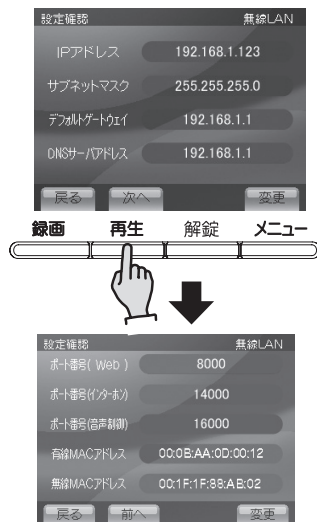 設定確認 無線LAN
IPアドレス 192.168.1.123
サブネットマスク 255.255.255.0
デフォルトゲートウェイ 192.168.1.1
DNSサーバアドレス 192.168.1.1
戻る 次へ 変更
録画 再生 解錠 メニュー
設定確認 無線LAN
ポート番号( Web ) 8000
ポート番号(インターホン) 14000
ポート番号(音声制御) 16000
有線MACアドレス 00:0B:AA:0D:00:12
無線MACアドレス 00:1F:1F:88:AB:02
戻る 前へ 変更